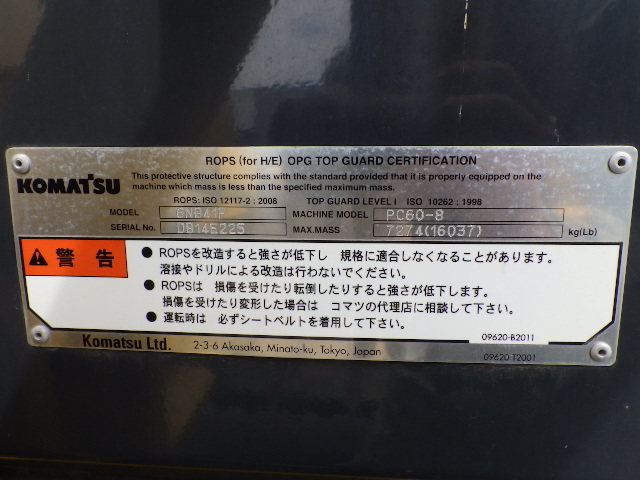 ROPS (for H/E) OPG TOP GUARD CERTIFICATION
KOMATSU
This protective structure complies with the standard provided that it is properly equipped on the
machine which mass is less than the specified maximum mass.
ROPS: ISO 12117-2 : 2008 TOP GUARD LEVEL I ISO 10262 : 1998
MODEL GNB41F MACHINE MODEL PC60-8
SERIAL No. DB14E225 MAX.MASS 7274(16037) kg(Lb)
警告
● ROPSを改造すると強さが低下し 規格に適合しなくなることがあります。
溶接やドリルによる改造は行わないでください。
● ROPSは 損傷を受けたり転倒したりすると強さが低下します。
損傷を受けたり変形した場合は コマツの代理店に相談して下さい。
● 運転時は 必ずシートベルトを着用して下さい。
09620-B2011
Komatsu Ltd. 2-3-6 Akasaka, Minato-ku, Tokyo, Japan
09620-T2001